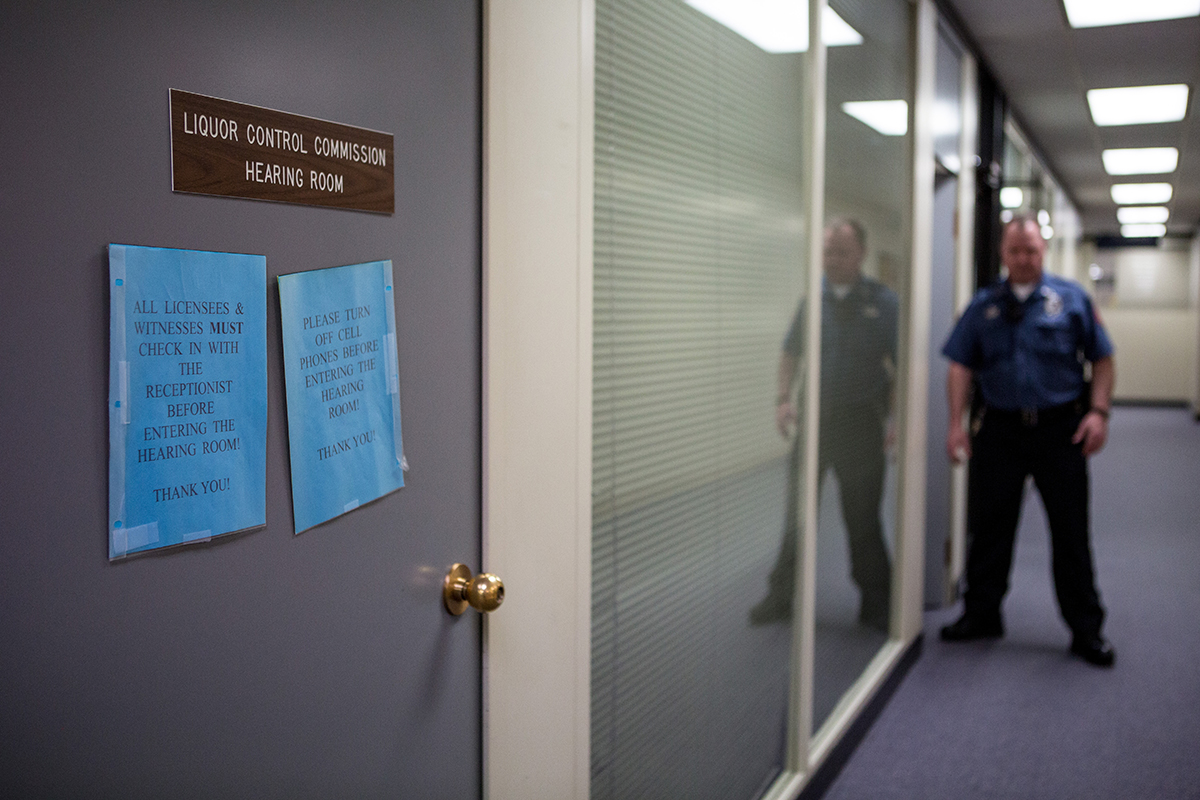 LIQUOR CONTROL COMMISSION
HEARING ROOM
ALL LICENSEES &
WITNESSES MUST
CHECK IN WITH
THE
RECEPTIONIST
BEFORE
ENTERING THE
HEARING ROOM!
THANK YOU!
PLEASE TURN
OFF CELL
PHONES BEFORE
ENTERING THE
HEARING
ROOM!
THANK YOU!